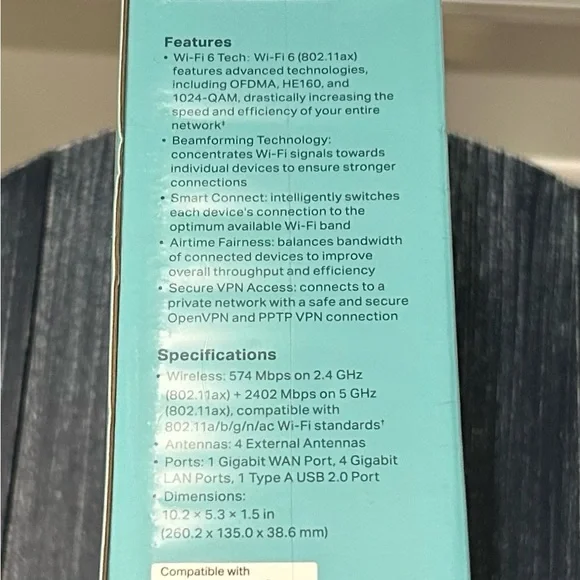 Features
• Wi-Fi 6 Tech: Wi-Fi 6 (802.11ax)
features advanced technologies,
including OFDMA, HE160, and
1024-QAM, drastically increasing the
speed and efficiency of your entire
network‡
• Beamforming Technology:
concentrates Wi-Fi signals towards
individual devices to ensure stronger
connections
• Smart Connect: intelligently switches
each device's connection to the
optimum available Wi-Fi band
• Airtime Fairness: balances bandwidth
of connected devices to improve
overall throughput and efficiency
• Secure VPN Access: connects to a
private network with a safe and secure
OpenVPN and PPTP VPN connection
Specifications
• Wireless: 574 Mbps on 2.4 GHz
(802.11ax) + 2402 Mbps on 5 GHz
(802.11ax), compatible with
802.11a/b/g/n/ac Wi-Fi standards†
• Antennas: 4 External Antennas
• Ports: 1 Gigabit WAN Port, 4 Gigabit
LAN Ports, 1 Type A USB 2.0 Port
• Dimensions:
10.2 × 5.3 × 1.5 in
(260.2 x 135.0 x 38.6 mm)
Compatible with